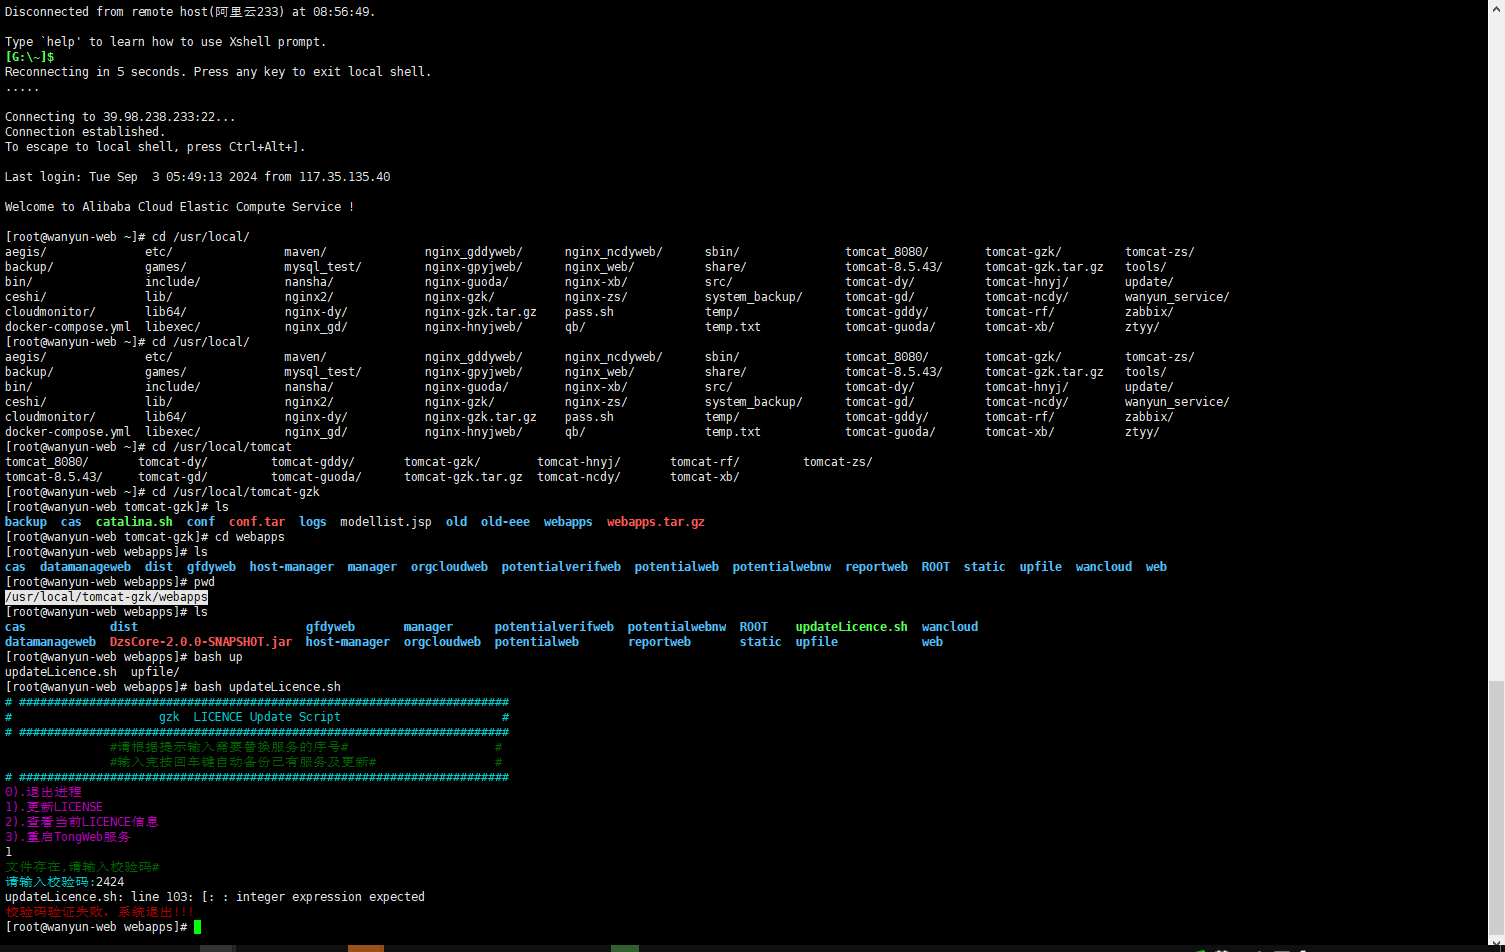 Disconnected from remote host(阿里云233) at 08:56:49.
Type `help' to learn how to use Xshell prompt.
[G:\~]$
Reconnecting in 5 seconds. Press any key to exit local shell.
.....
Connecting to 39.98.238.233:22...
Connection established.
To escape to local shell, press Ctrl+Alt+].
Last login: Tue Sep  3 05:49:13 2024 from 117.35.135.40
Welcome to Alibaba Cloud Elastic Compute Service !
[root@wanyun-web ~]# cd /usr/local/
aegis/ etc/ maven/ nginx_gddyweb/ nginx_ncdyweb/ sbin/ tomcat_8080/ tomcat-gzk/ tomcat-zs/
backup/ games/ mysql_test/ nginx-gpyjweb/ nginx_web/ share/ tomcat-8.5.43/ tomcat-gzk.tar.gz tools/
bin/ include/ nansha/ nginx-guoda/ nginx-xb/ src/ tomcat-dy/ tomcat-hnyj/ update/
ceshi/ lib/ nginx2/ nginx-gzk/ nginx-zs/ system_backup/ tomcat-gd/ tomcat-ncdy/ wanyun_service/
cloudmonitor/ lib64/ nginx-dy/ nginx-gzk.tar.gz pass.sh temp/ tomcat-gddy/ tomcat-rf/ zabbix/
docker-compose.yml libexec/ nginx_gd/ nginx-hnyjweb/ qb/ temp.txt tomcat-guoda/ tomcat-xb/ ztyy/
[root@wanyun-web ~]# cd /usr/local/
aegis/ etc/ maven/ nginx_gddyweb/ nginx_ncdyweb/ sbin/ tomcat_8080/ tomcat-gzk/ tomcat-zs/
backup/ games/ mysql_test/ nginx-gpyjweb/ nginx_web/ share/ tomcat-8.5.43/ tomcat-gzk.tar.gz tools/
bin/ include/ nansha/ nginx-guoda/ nginx-xb/ src/ tomcat-dy/ tomcat-hnyj/ update/
ceshi/ lib/ nginx2/ nginx-gzk/ nginx-zs/ system_backup/ tomcat-gd/ tomcat-ncdy/ wanyun_service/
cloudmonitor/ lib64/ nginx-dy/ nginx-gzk.tar.gz pass.sh temp/ tomcat-gddy/ tomcat-rf/ zabbix/
docker-compose.yml libexec/ nginx_gd/ nginx-hnyjweb/ qb/ temp.txt tomcat-guoda/ tomcat-xb/ ztyy/
[root@wanyun-web ~]# cd /usr/local/tomcat
tomcat_8080/ tomcat-dy/ tomcat-gddy/ tomcat-gzk/ tomcat-hnyj/ tomcat-rf/ tomcat-zs/
tomcat-8.5.43/ tomcat-gd/ tomcat-guoda/ tomcat-gzk.tar.gz tomcat-ncdy/ tomcat-xb/
[root@wanyun-web ~]# cd /usr/local/tomcat-gzk
[root@wanyun-web tomcat-gzk]# ls
backup cas catalina.sh conf conf.tar logs modellist.jsp old old-eee webapps webapps.tar.gz
[root@wanyun-web tomcat-gzk]# cd webapps
[root@wanyun-web webapps]# ls
cas datamanageweb dist gfdyweb host-manager manager orgcloudweb potentialverifweb potentialweb potentialwebnw reportweb ROOT static upfile wancloud web
[root@wanyun-web webapps]# pwd
/usr/local/tomcat-gzk/webapps
[root@wanyun-web webapps]# ls
cas dist gfdyweb manager potentialverifweb potentialwebnw ROOT updateLicence.sh wancloud
datamanageweb DzsCore-2.0.0-SNAPSHOT.jar host-manager orgcloudweb potentialweb reportweb static upfile web
[root@wanyun-web webapps]# bash up
updateLicence.sh upfile/
[root@wanyun-web webapps]# bash updateLicence.sh
# ######################################################################
# gzk  LICENCE Update Script #
# ######################################################################
#请根据提示输入需要替换服务的序号# #
#输入完按回车键自动备份已有服务及更新# #
# ######################################################################
0).退出进程
1).更新LICENSE
2).查看当前LICENCE信息
3).重启TongWeb服务
1
文件存在,请输入校验码#
请输入校验码:2424
updateLicence.sh: line 103: [: : integer expression expected
校验码验证失败, 系统退出!!!
[root@wanyun-web webapps]#